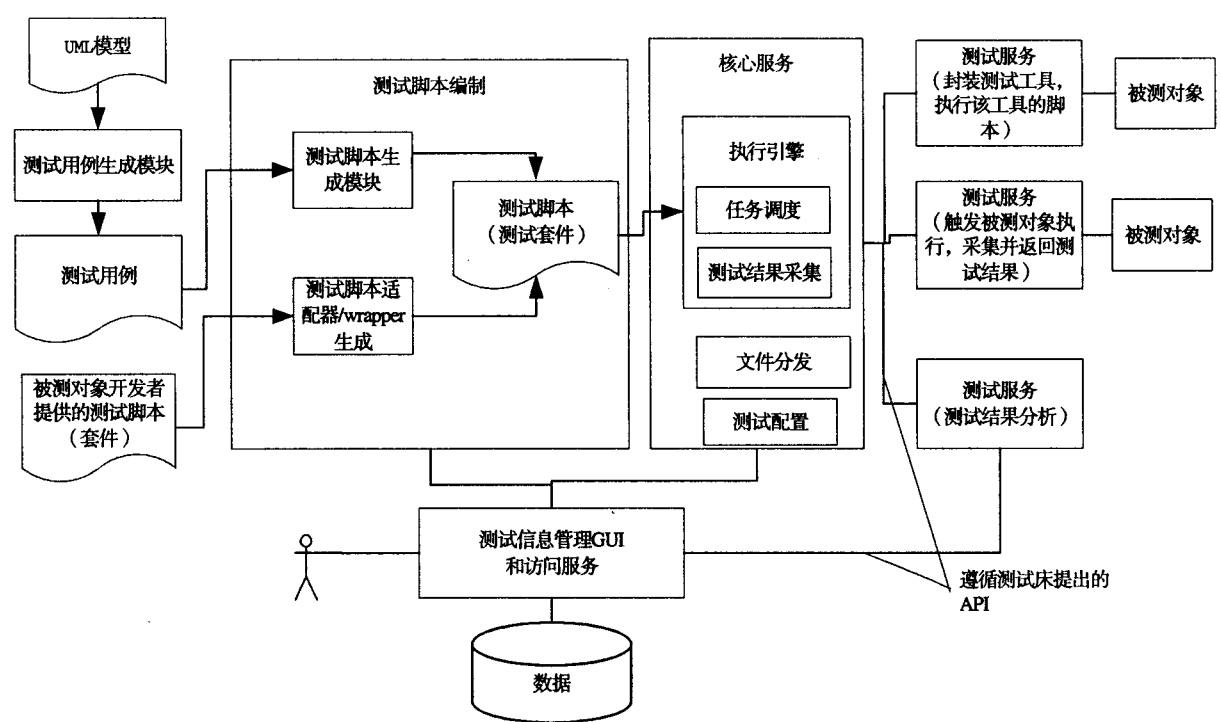 UML模型
测试用例生成模块
测试用例
被测对象开发者
提供的测试脚本
（套件）
测试脚本编制
测试脚本生
成模块
测试脚本适
配器/wrapper
生成
测试脚本
（测试套件）
核心服务
执行引擎
任务调度
测试结果采集
文件分发
测试配置
测试服务
（封装测试工具，
执行该工具的脚
本）
被测对象
测试服务
（触发被测对象执
行，采集并返回测
试结果）
被测对象
测试服务
（测试结果分析）
测试信息管理GUI
和访问服务
遵循测试床提出的
API
数据